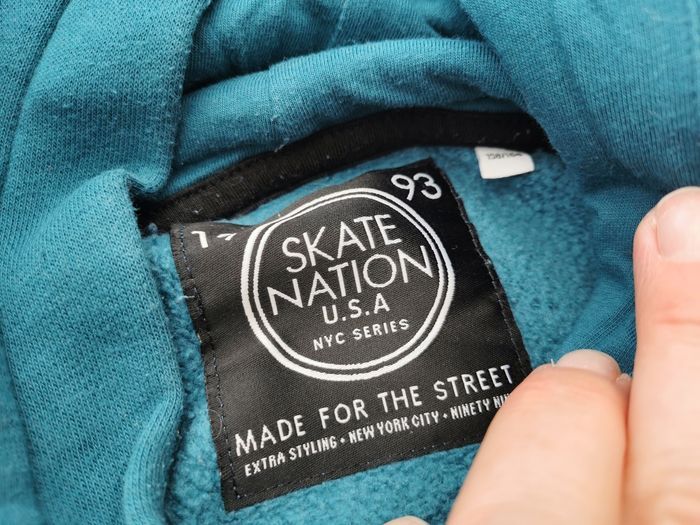 93
SKATE
NATION
U.S.A
NYC SERIES
MADE FOR THE STREET
EXTRA STYLING • NEW YORK CITY • NINETY